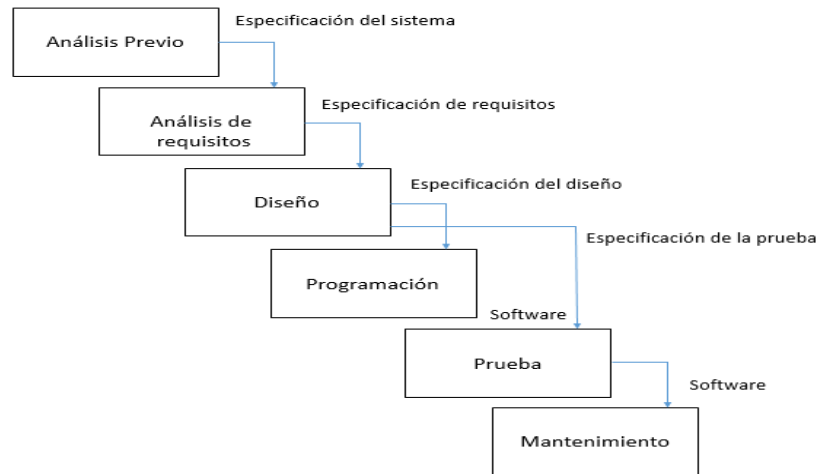 Especificación del sistema
Análisis Previo
Especificación de requisitos
Análisis de
requisitos
Especificación del diseño
Diseño
Especificación de la prueba
Programación
Software
Prueba
Software
Mantenimiento